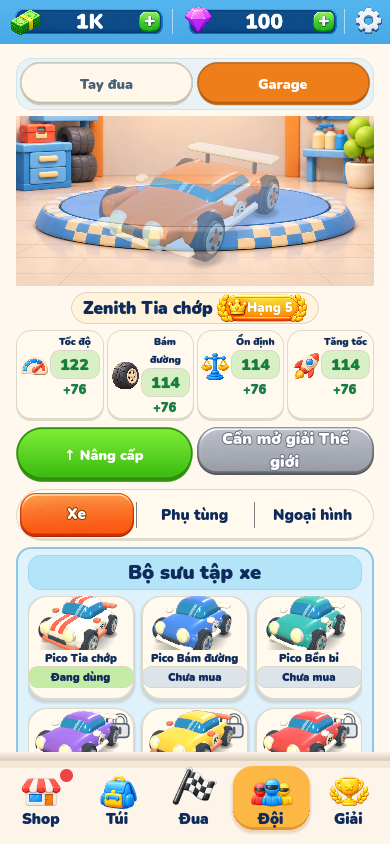 1K
100
Tay đua
Garage
Zenith Tia chớp
Hạng 5
Tốc độ
122
+76
Bám
đường
114
+76
Ổn định
114
+76
Tăng tốc
114
+76
↑ Nâng cấp
Cần mở giải Thế
giới
Xe
Phụ tùng
Ngoại hình
Bộ sưu tập xe
Pico Tia chớp
Pico Bám đường
Pico Bền bỉ
Đang dùng
Chưa mua
Chưa mua
Shop
Túi
Đua
Đội
Giải